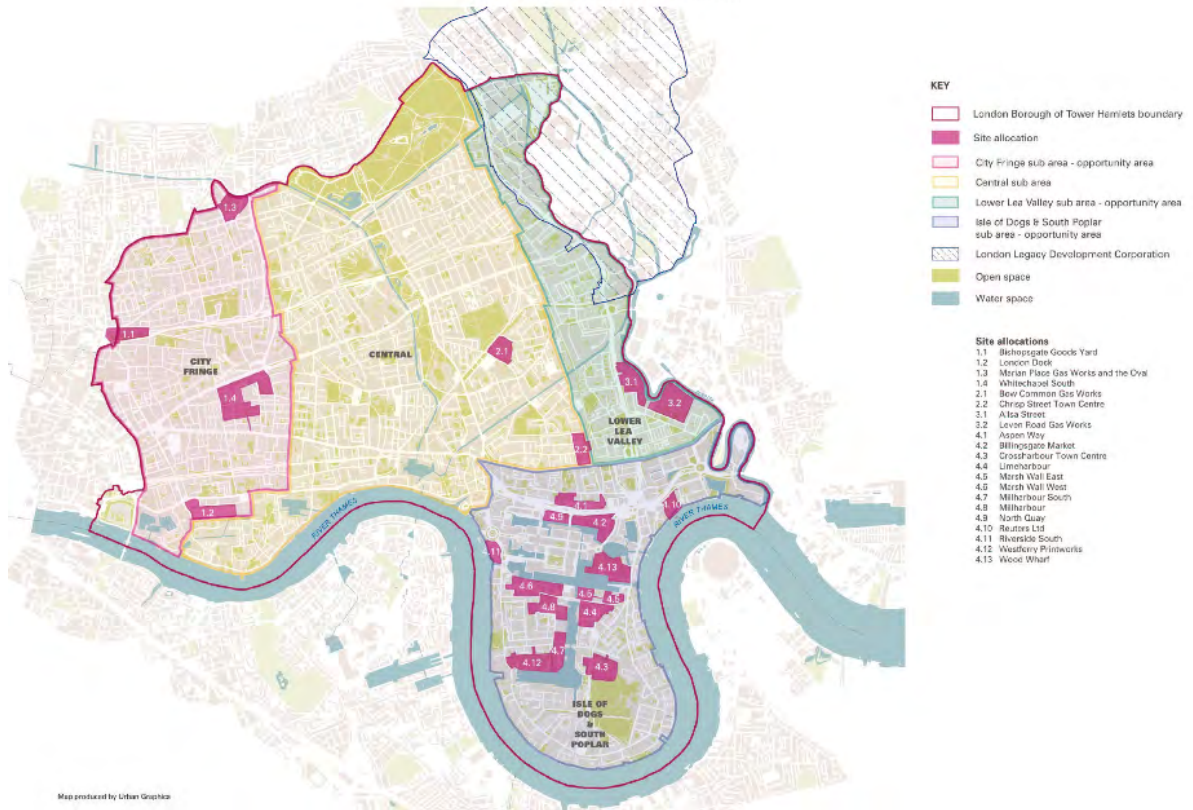 KEY
London Borough of Tower Hamlets boundary
Site allocation
City Fringe sub area - opportunity area
Central sub area
Lower Lea Valley sub area - opportunity area
Isle of Dogs & South Poplar
sub area - opportunity area
London Legacy Development Corporation
Open space
Water space
Site allocations
1.1 Bishopsgate Goods Yard
1.2 London Dock
1.3 Marian Place Gas Works and the Oval
1.4 Whitechapel South
2.1 Bow Common Gas Works
2.2 Chrisp Street Town Centre
3.1 Ailsa Street
3.2 Leven Road Gas Works
4.1 Aspen Way
4.2 Billingsgate Market
4.3 Crossharbour Town Centre
4.4 Limeharbour
4.5 Marsh Wall East
4.6 Marsh Wall West
4.7 Millharbour South
4.8 Millharbour
4.9 North Quay
4.10 Reuters Ltd
4.11 Riverside South
4.12 Westferry Printworks
4.13 Wood Wharf
1.3
1.1
CITY
FRINGE
CENTRAL
2.1
1.4
3.1
3.2
LOWER
LEA
VALLEY
2.2
1.2
4.1
4.9
4.2
4.10
RIVER THAMES
RIVER THAMES
4.11
4.13
4.6
4.5
4.5
4.8
4.4
4.7
4.12
4.3
ISLE OF
DOGS
&
SOUTH
POPLAR
Map produced by Urban Graphics